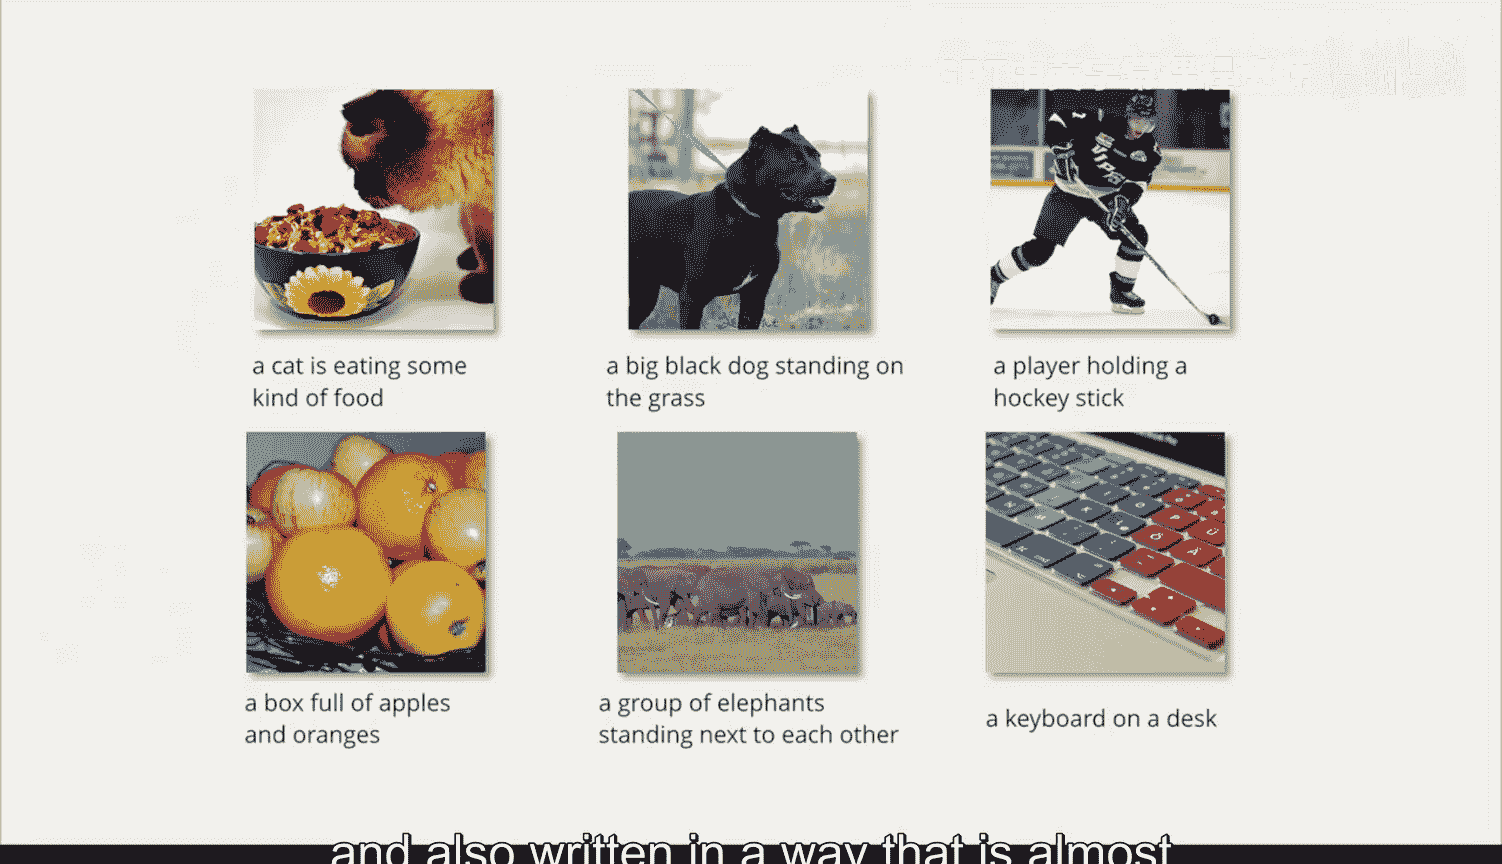 a cat is eating some
kind of food
a big black dog standing on
the grass
a player holding a
hockey stick
a box full of apples
and oranges
a group of elephants
standing next to each other
a keyboard on a desk
and also written in a way that is almost